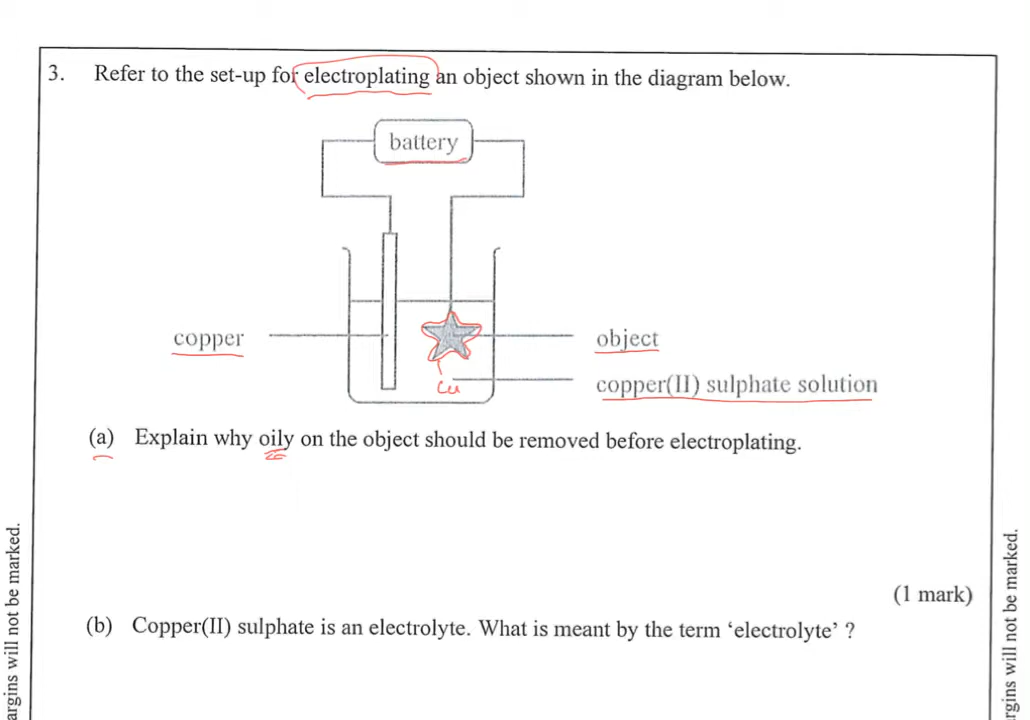 3. Refer to the set-up for electroplating an object shown in the diagram below.
battery
copper
object
Cu
copper(II) sulphate solution
(a) Explain why oily on the object should be removed before electroplating.
(1 mark)
(b) Copper(II) sulphate is an electrolyte. What is meant by the term ‘electrolyte’ ?
argins will not be marked.
argins will not be marked.